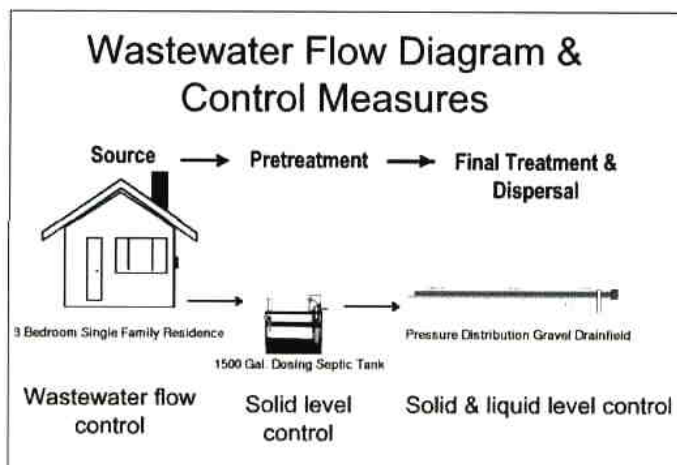 Wastewater Flow Diagram &
Control Measures
Source
Pretreatment
Final Treatment &
Dispersal
3 Bedroom Single Family Residence
1500 Gal. Dosing Septic Tank
Pressure Distribution Gravel Drainfield
Wastewater flow
control
Solid level
control
Solid & liquid level control